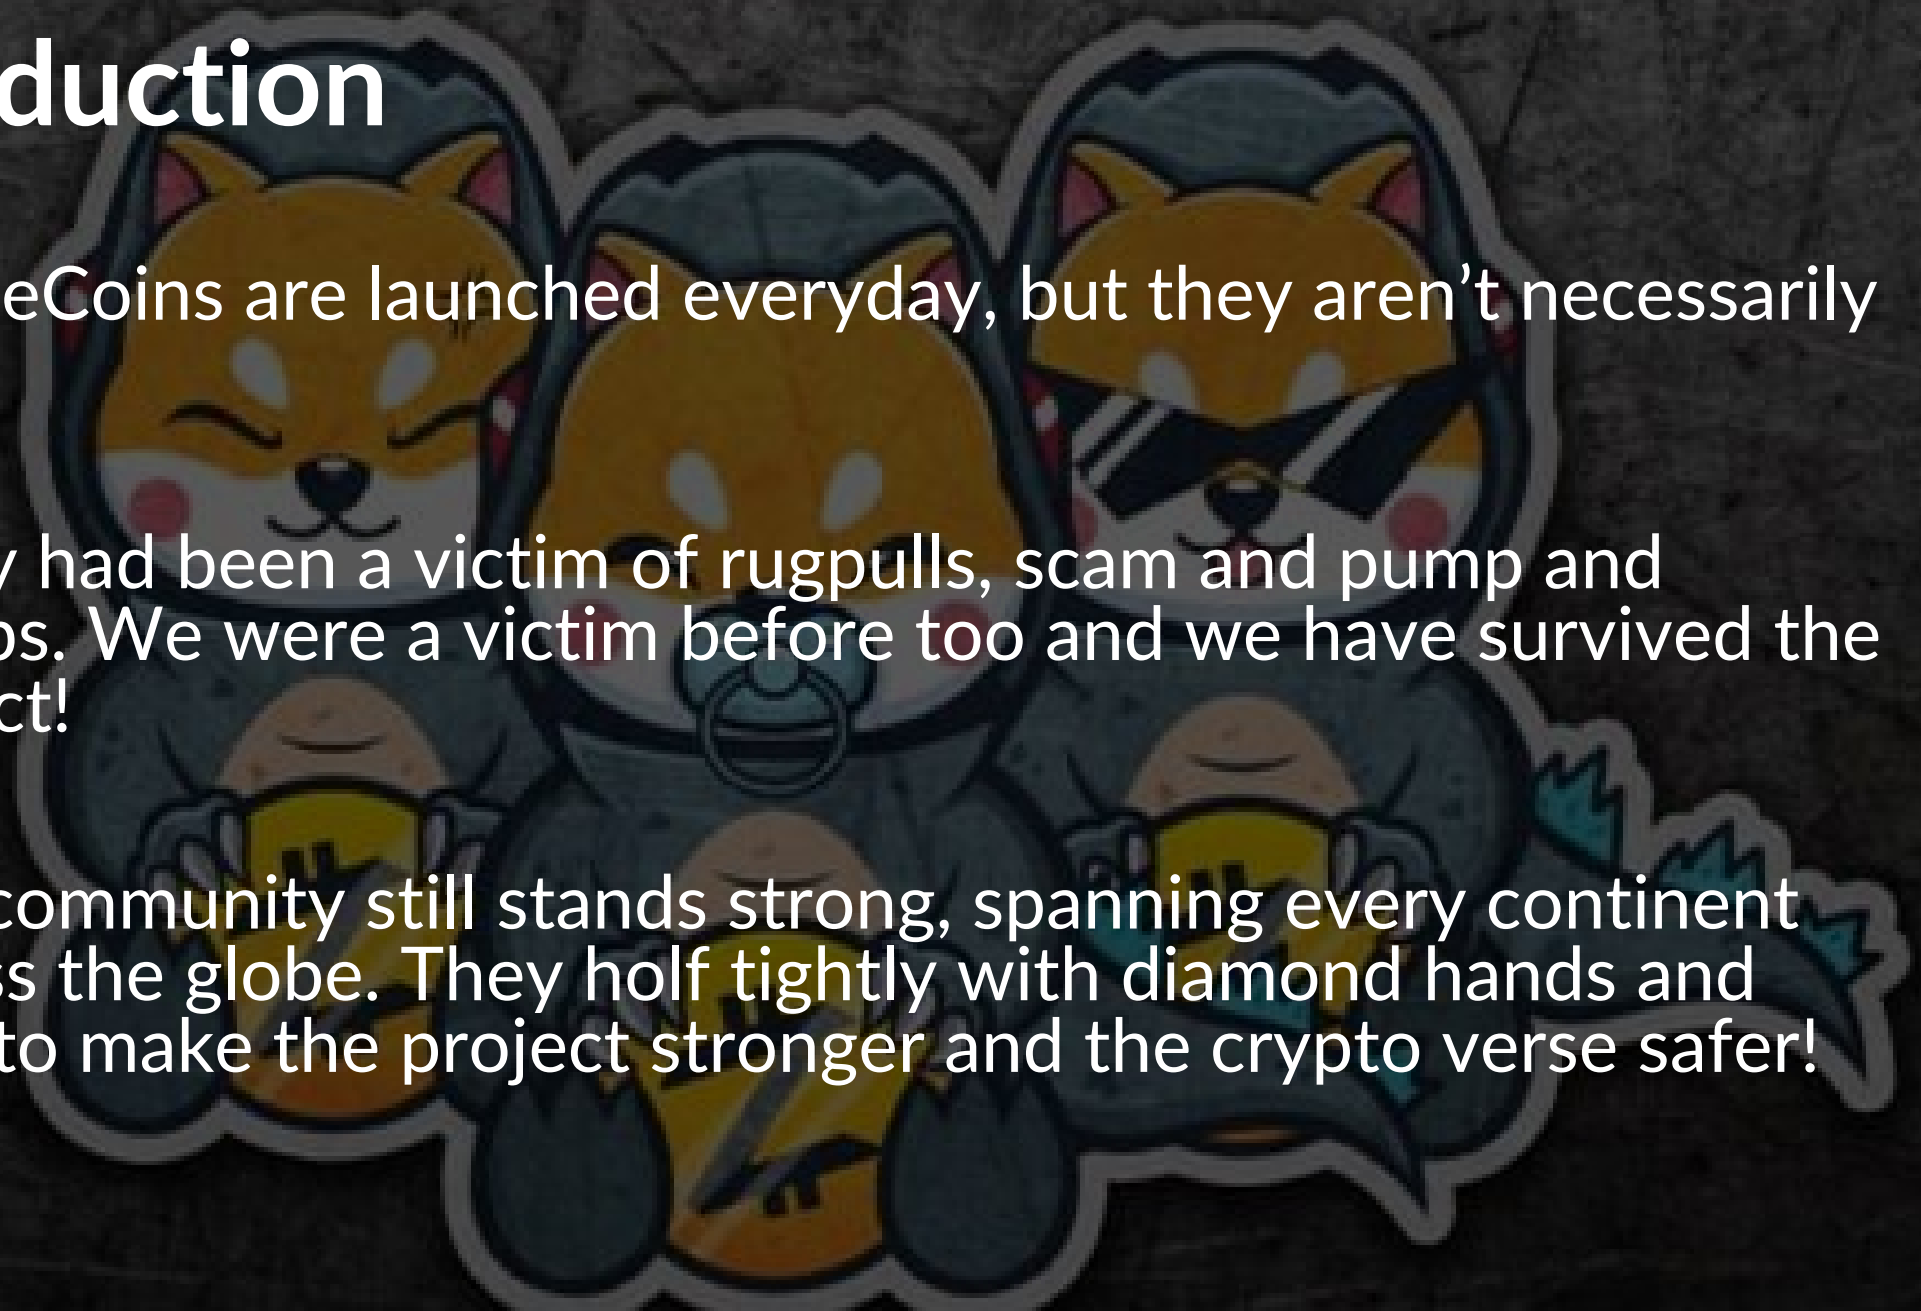 duction
eCoins are launched everyday, but they aren’t necessarily
y had been a victim of rugpulls, scam and pump and
ps. We were a victim before too and we have survived the
ct!
community still stands strong, spanning every continent
ss the globe. They holf tightly with diamond hands and
to make the project stronger and the crypto verse safer!